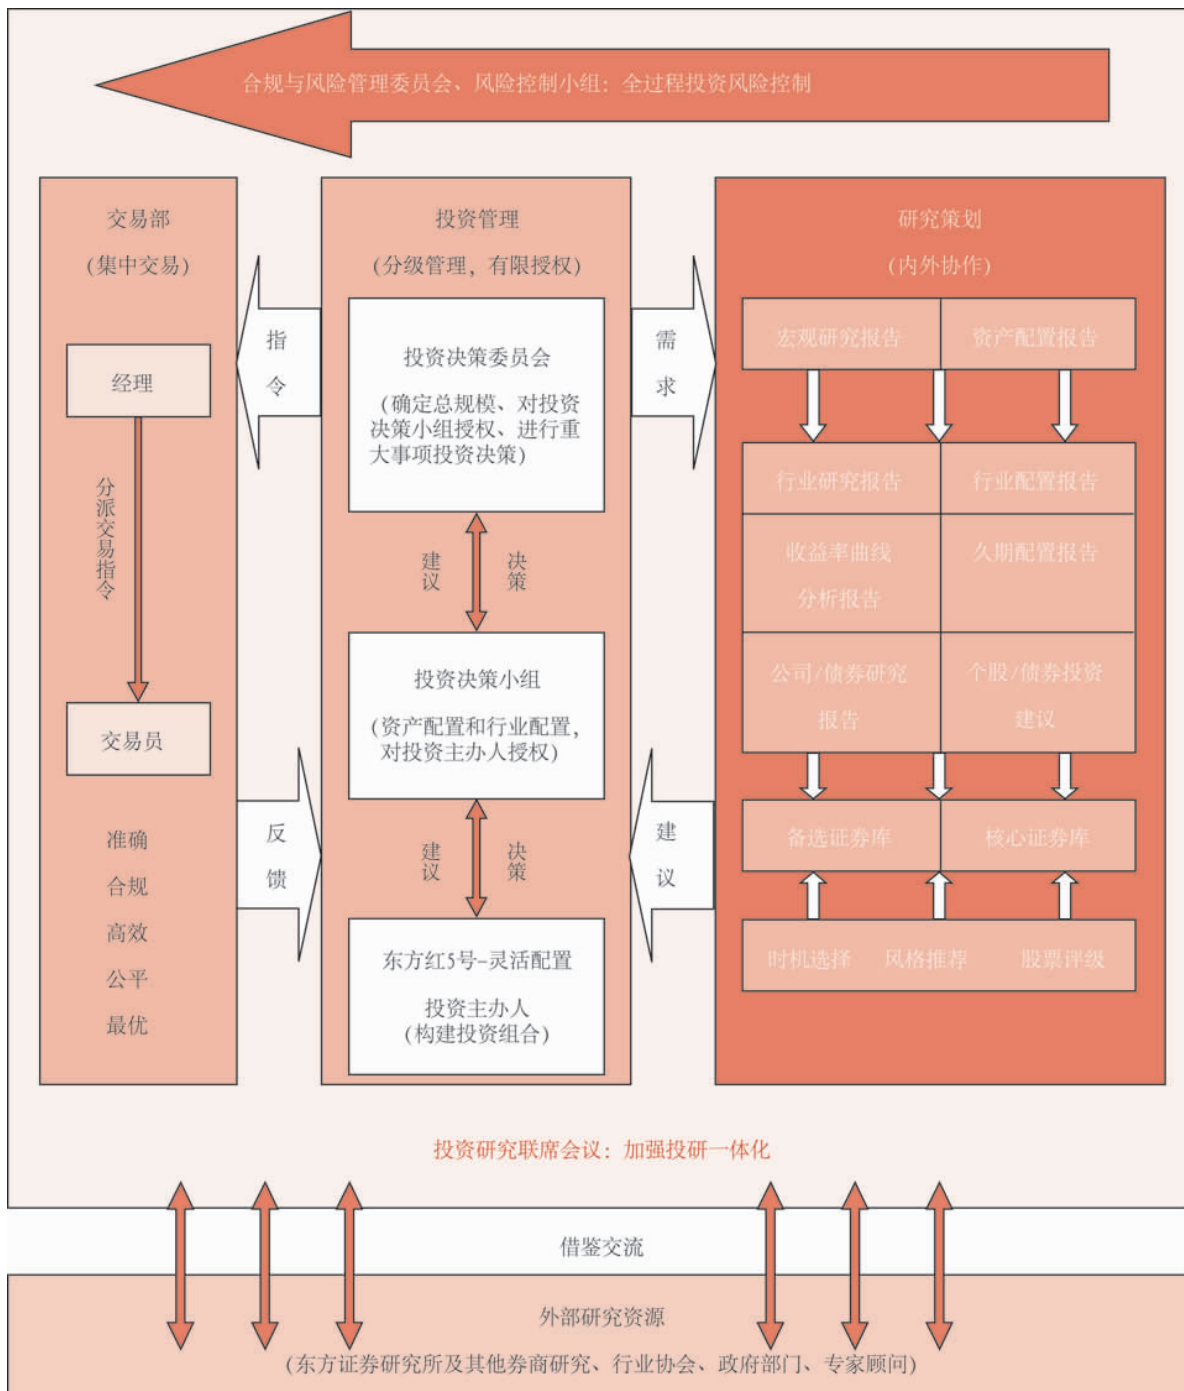 合规与风险管理委员会、风险控制小组：全过程投资风险控制
交易部
（集中交易）
经理
分派交易指令
交易员
准确
合规
高效
公平
最优
指
令
反
馈
投资管理
（分级管理，有限授权）
投资决策委员会
（确定总规模、对投资
决策小组授权、进行重
大事项投资决策）
建议
决策
投资决策小组
（资产配置和行业配置，
对投资主办人授权）
建议
决策
东方红5号-灵活配置
投资主办人
（构建投资组合）
需
求
建
议
研究策划
（内外协作）
宏观研究报告
资产配置报告
行业研究报告
行业配置报告
收益率曲线
分析报告
久期配置报告
公司/债券研究
报告
个股/债券投资
建议
备选证券库
核心证券库
时机选择 风格推荐 股票评级
投资研究联席会议：加强投研一体化
借鉴交流
外部研究资源
（东方证券研究所及其他券商研究、行业协会、政府部门、专家顾问）